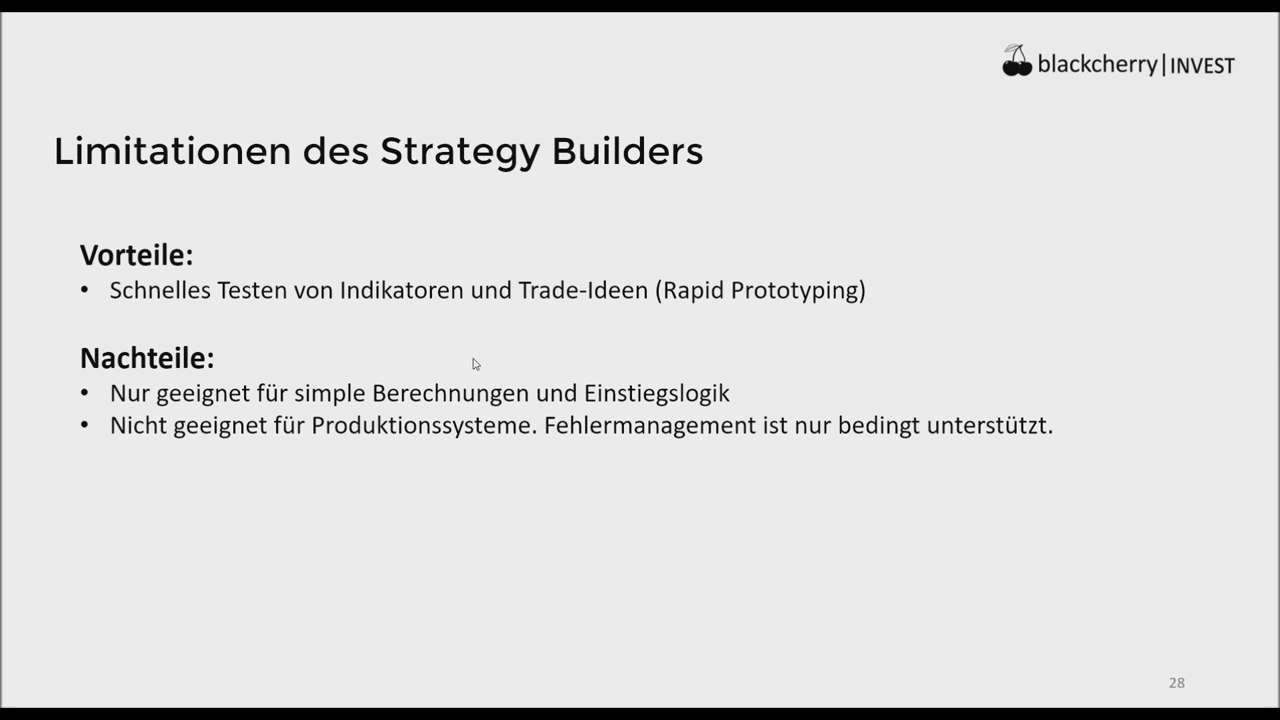 blackcherry|INVEST
Limitationen des Strategy Builders
Vorteile:
• Schnelles Testen von Indikatoren und Trade-Ideen (Rapid Prototyping)
Nachteile:
• Nur geeignet für simple Berechnungen und Einstiegslogik
• Nicht geeignet für Produktionssysteme. Fehlermanagement ist nur bedingt unterstützt.
28